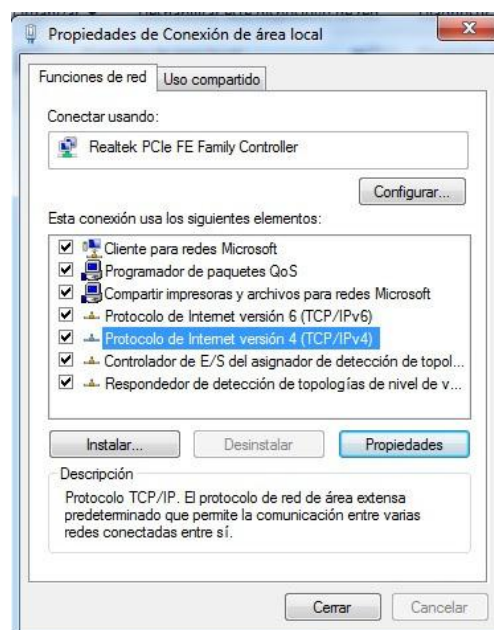 Propiedades de Conexión de área local
Funciones de red
Uso compartido
Conectar usando:
Realtek PCIe FE Family Controller
Configurar...
Esta conexión usa los siguientes elementos:
Cliente para redes Microsoft
Programador de paquetes QoS
Compartir impresoras y archivos para redes Microsoft
Protocolo de Internet versión 6 (TCP/IPv6)
Protocolo de Internet versión 4 (TCP/IPv4)
Controlador de E/S del asignador de detección de topol...
Respondedor de detección de topologías de nivel de v...
Instalar...
Desinstalar
Propiedades
Descripción
Protocolo TCP/IP. El protocolo de red de área extensa
predeterminado que permite la comunicación entre varias
redes conectadas entre sí.
Cerrar
Cancelar